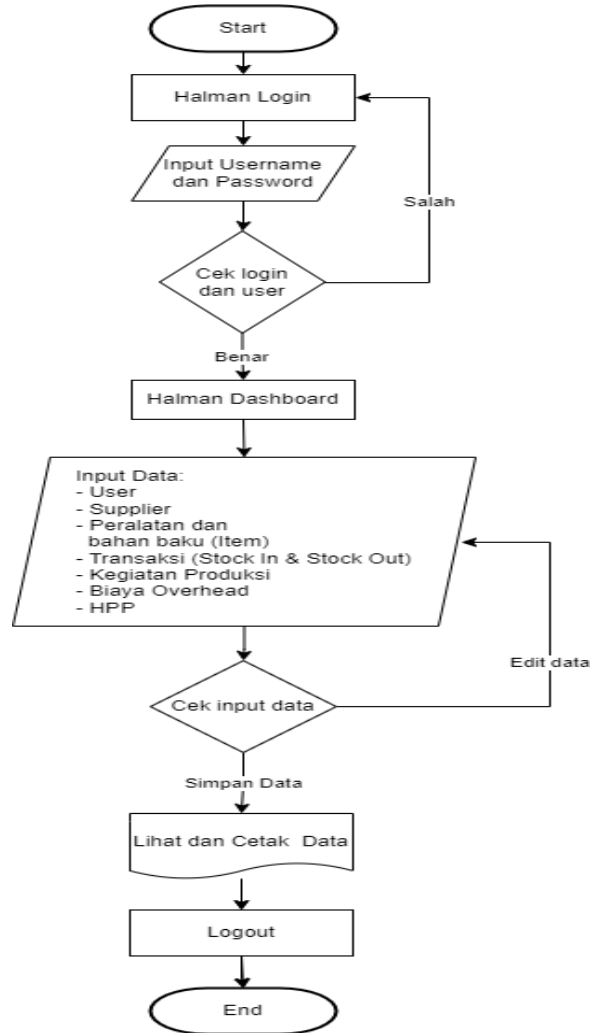 Start
Halman Login
Input Username
dan Password
Salah
Cek login
dan user
Benar
Halman Dashboard
Input Data:
- User
- Supplier
- Peralatan dan
bahan baku (Item)
- Transaksi (Stock In & Stock Out)
- Kegiatan Produksi
- Biaya Overhead
- HPP
Edit data
Cek input data
Simpan Data
Lihat dan Cetak Data
Logout
End